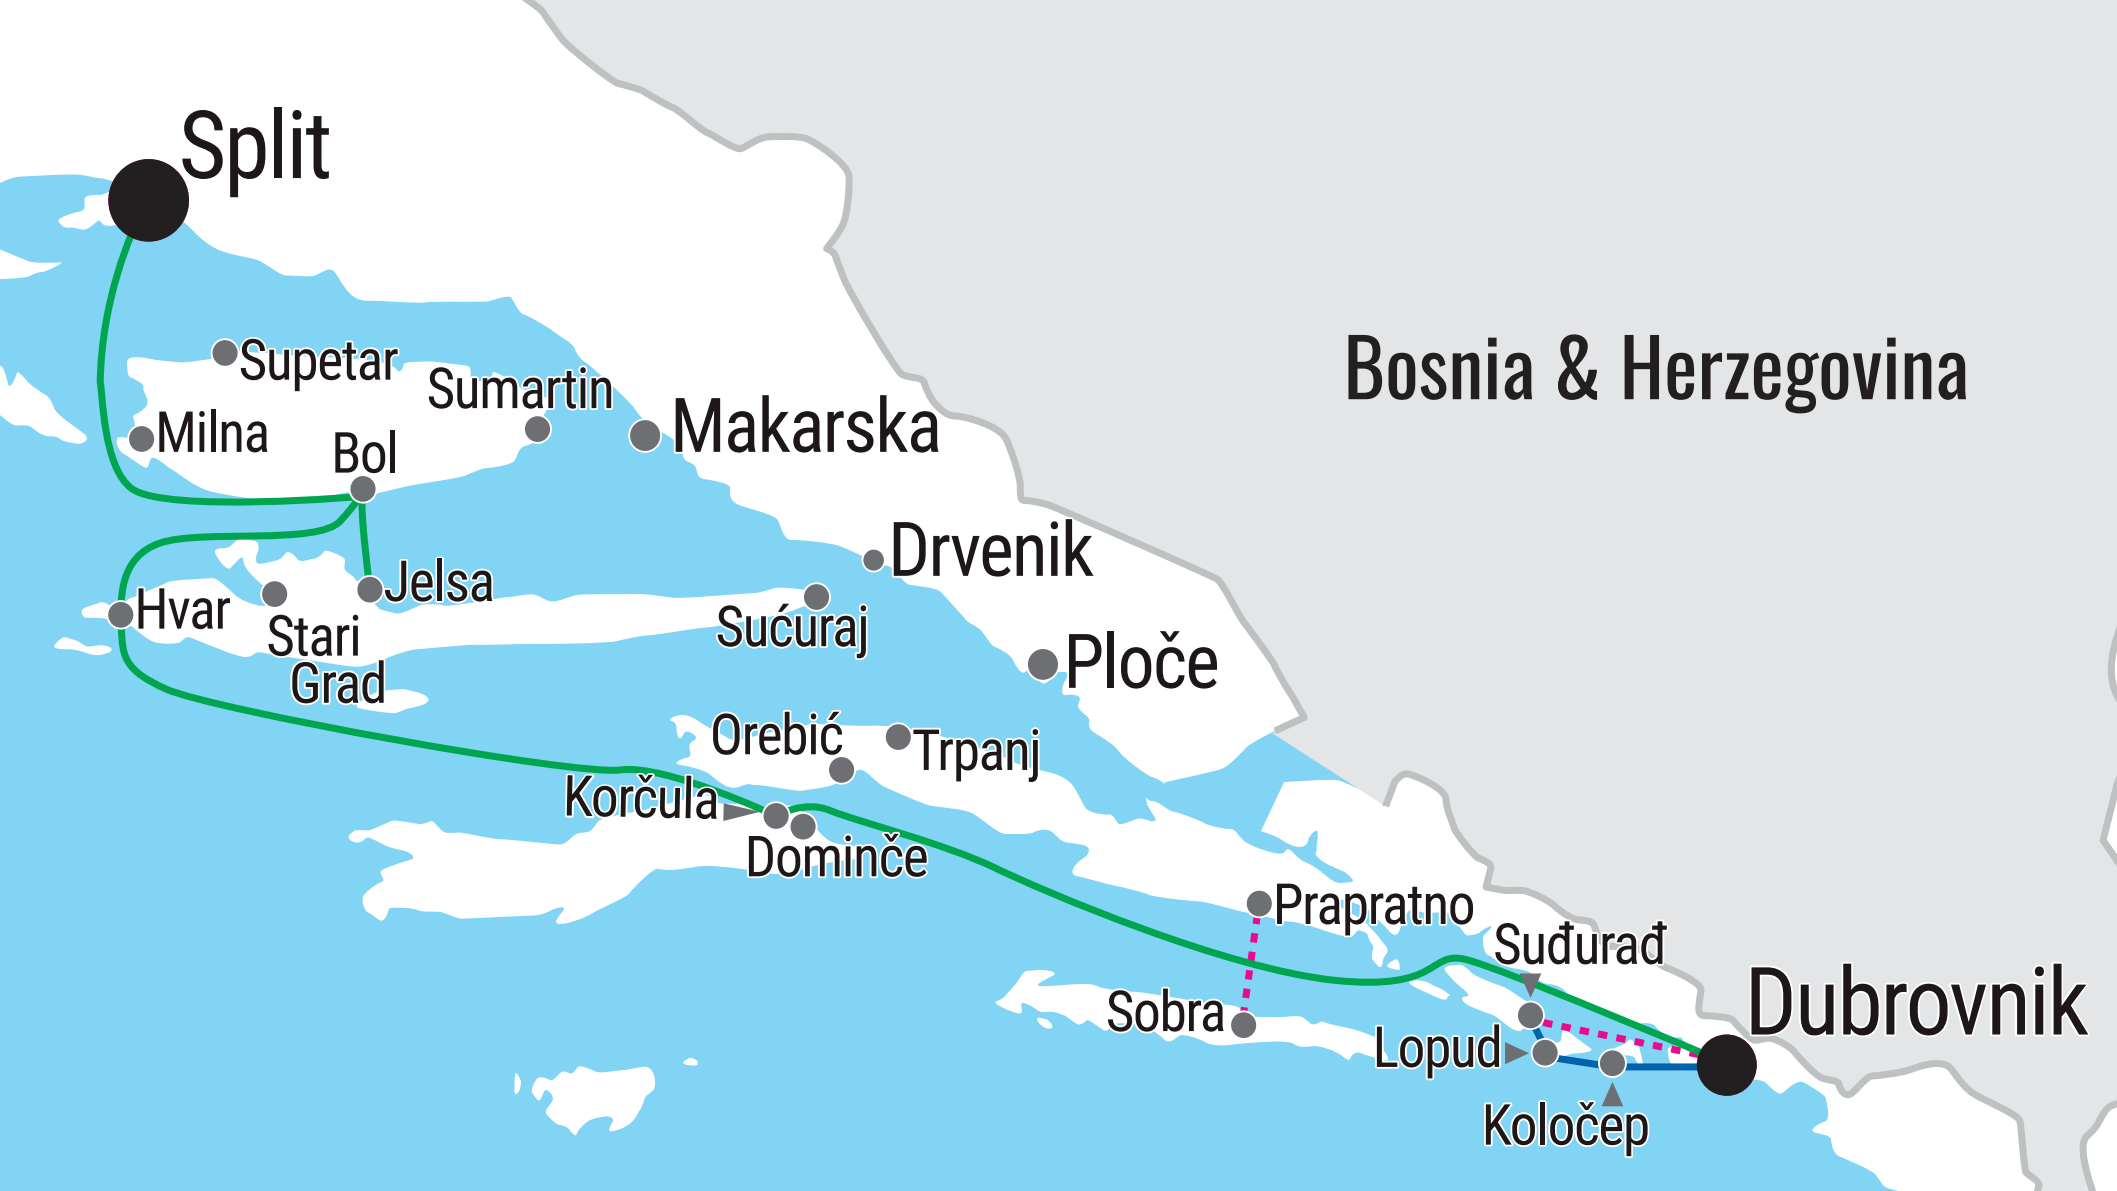 Split
Bosnia & Herzegovina
Supetar
Sumartin
Makarska
Milna
Bol
Drvenik
Jelsa
Hvar
Stari
Grad
Sućuraj
Ploče
Orebić
Trpanj
Korčula
Dominče
Prapratno
Suđurađ
Sobra
Dubrovnik
Lopud
Koločep